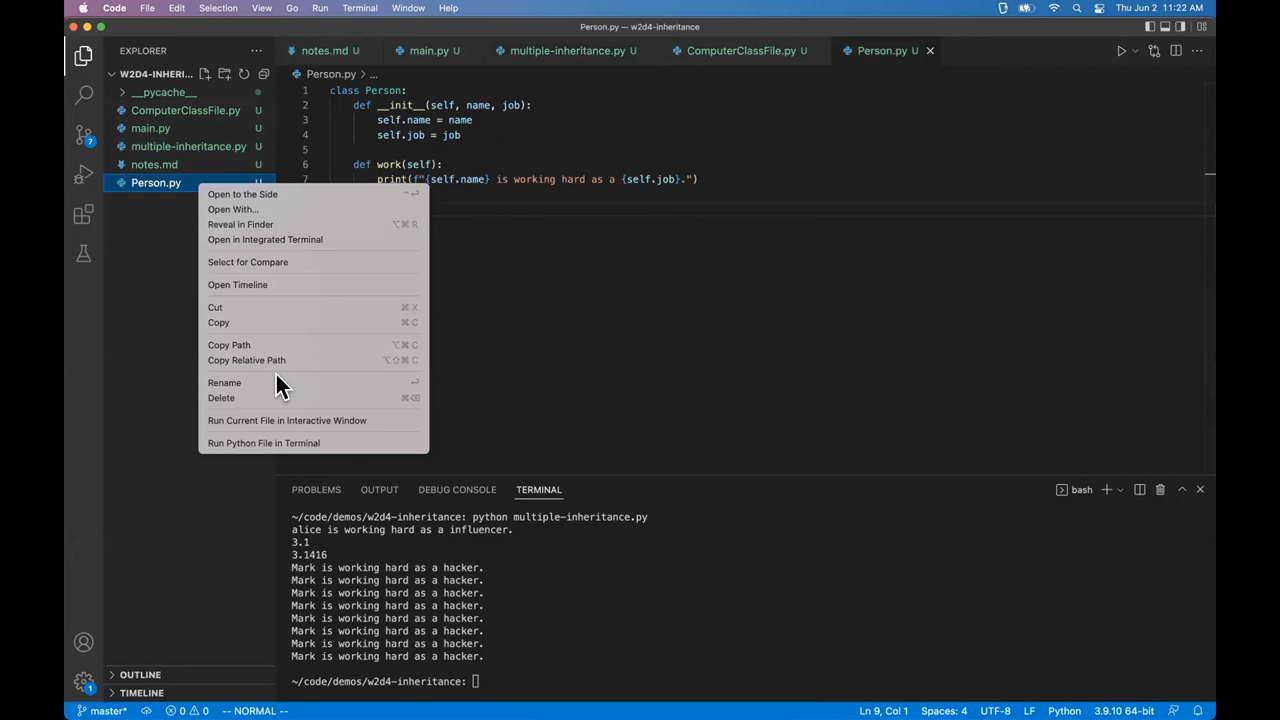 Code File Edit Selection View Go Run Terminal Window Help Thu Jun 2 11:22 AM
Person.py — w2d4-inheritance
EXPLORER
notes.md U main.py U multiple-inheritance.py U ComputerClassFile.py U Person.py U
W2D4-INHERI...
Person.py > ...
__pycache__
ComputerClassFile.py U
main.py U
multiple-inheritance.py U
notes.md U
Person.py U
1 class Person:
2 def __init__(self, name, job):
3 self.name = name
4 self.job = job
5
6 def work(self):
7 print(f"{self.name} is working hard as a {self.job}.")
Open to the Side ^↩
Open With...
Reveal in Finder ⌥⌘ R
Open in Integrated Terminal
Select for Compare
Open Timeline
Cut ⌘ X
Copy ⌘ C
Copy Path ⌥⌘ C
Copy Relative Path ⌥⇧⌘ C
Rename ↩
Delete ⌘⌫
Run Current File in Interactive Window
Run Python File in Terminal
PROBLEMS OUTPUT DEBUG CONSOLE TERMINAL bash
~/code/demos/w2d4-inheritance: python multiple-inheritance.py
alice is working hard as a influencer.
3.1
3.1416
Mark is working hard as a hacker.
Mark is working hard as a hacker.
Mark is working hard as a hacker.
Mark is working hard as a hacker.
Mark is working hard as a hacker.
Mark is working hard as a hacker.
Mark is working hard as a hacker.
Mark is working hard as a hacker.
~/code/demos/w2d4-inheritance:
7
1
OUTLINE
TIMELINE
master* 0 0 -- NORMAL -- Ln 9, Col 1 Spaces: 4 UTF-8 LF Python 3.9.10 64-bit